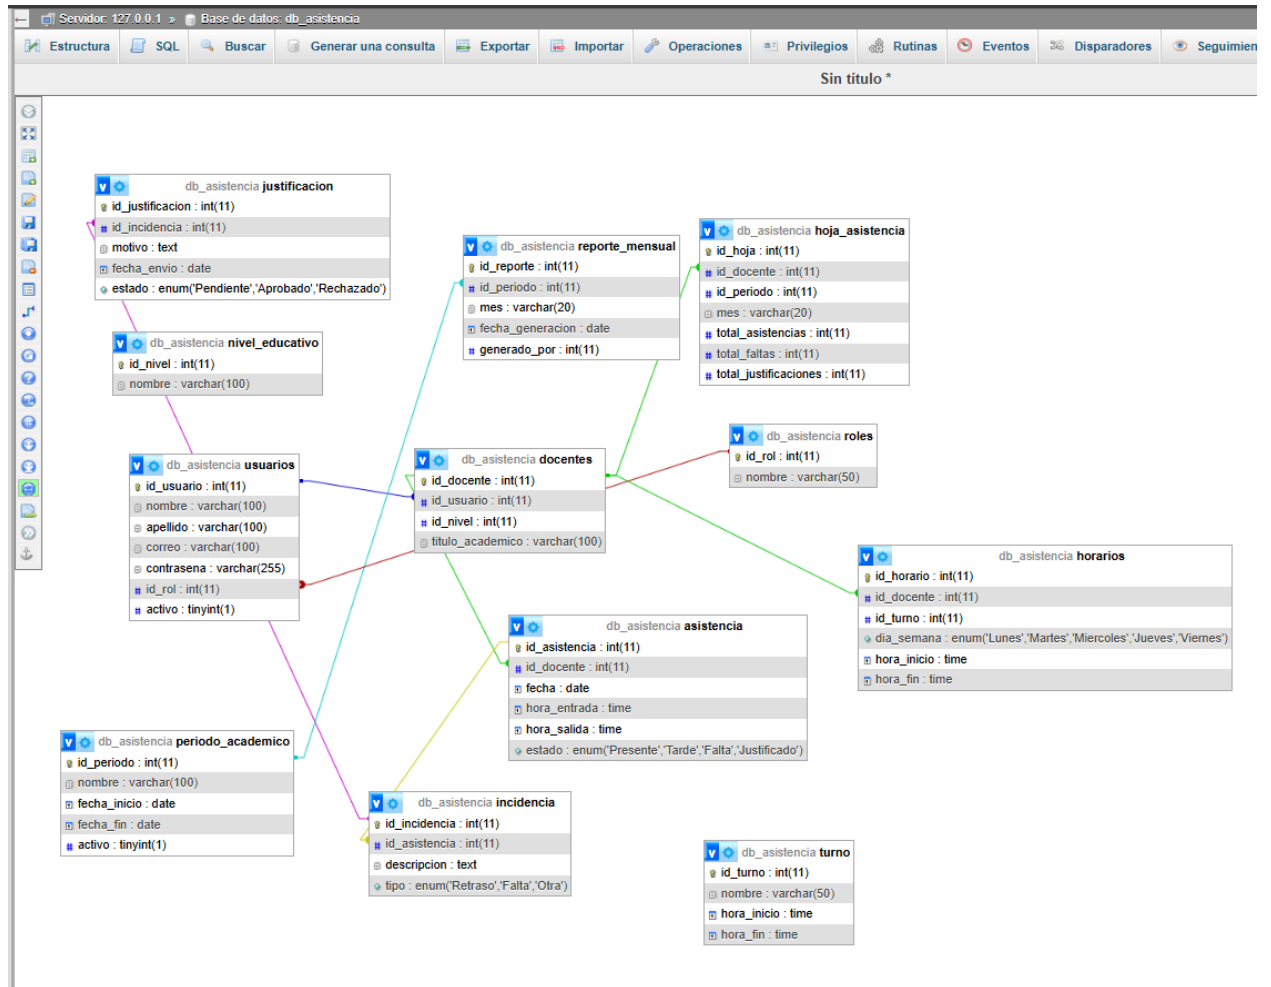 Servidor: 127.0.0.1 » Base de datos: db_asistencia
Estructura SQL Buscar Generar una consulta Exportar Importar Operaciones Privilegios Rutinas Eventos Disparadores Seguimien
Sin título *
db_asistencia justificacion
id_justificacion : int(11)
id_incidencia : int(11)
motivo : text
fecha_envio : date
estado : enum('Pendiente','Aprobado','Rechazado')
db_asistencia reporte_mensual
id_reporte : int(11)
id_periodo : int(11)
mes : varchar(20)
fecha_generacion : date
generado_por : int(11)
db_asistencia hoja_asistencia
id_hoja : int(11)
id_docente : int(11)
id_periodo : int(11)
mes : varchar(20)
total_asistencias : int(11)
total_faltas : int(11)
total_justificaciones : int(11)
db_asistencia nivel_educativo
id_nivel : int(11)
nombre : varchar(100)
db_asistencia roles
id_rol : int(11)
nombre : varchar(50)
db_asistencia usuarios
id_usuario : int(11)
nombre : varchar(100)
apellido : varchar(100)
correo : varchar(100)
contrasena : varchar(255)
id_rol : int(11)
activo : tinyint(1)
db_asistencia docentes
id_docente : int(11)
id_usuario : int(11)
id_nivel : int(11)
titulo_academico : varchar(100)
db_asistencia horarios
id_horario : int(11)
id_docente : int(11)
id_turno : int(11)
dia_semana : enum('Lunes','Martes','Miercoles','Jueves','Viernes')
hora_inicio : time
hora_fin : time
db_asistencia asistencia
id_asistencia : int(11)
id_docente : int(11)
fecha : date
hora_entrada : time
hora_salida : time
estado : enum('Presente','Tarde','Falta','Justificado')
db_asistencia periodo_academico
id_periodo : int(11)
nombre : varchar(100)
fecha_inicio : date
fecha_fin : date
activo : tinyint(1)
db_asistencia incidencia
id_incidencia : int(11)
id_asistencia : int(11)
descripcion : text
tipo : enum('Retraso','Falta','Otra')
db_asistencia turno
id_turno : int(11)
nombre : varchar(50)
hora_inicio : time
hora_fin : time